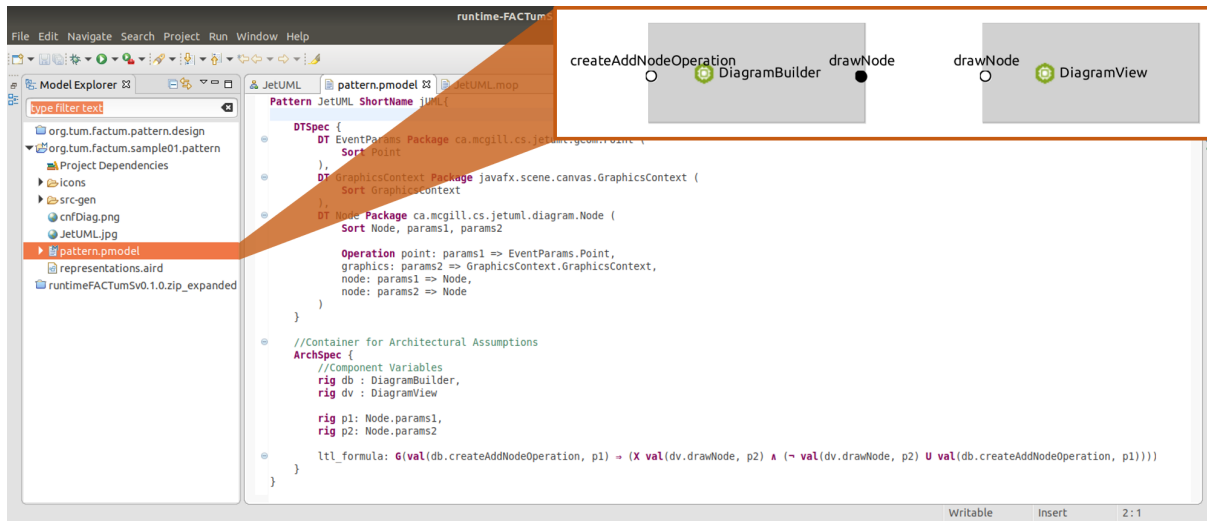 runtime-FACTumS
File Edit Navigate Search Project Run Window Help
createAddNodeOperation
DiagramBuilder
drawNode
drawNode
DiagramView
Model Explorer
type filter text
org.tum.factum.pattern.design
org.tum.factum.sample01.pattern
Project Dependencies
icons
src-gen
cnfDiag.png
JetUML.jpg
pattern.pmodel
representations.aird
runtimeFACTumSv0.1.0.zip_expanded
JetUML
pattern.pmodel
JetUML.mop
Pattern JetUML ShortName jUML{
DTSpec {
DT EventParams Package ca.mcgill.cs.jetuml.geom.Point (
Sort Point
),
DT GraphicsContext Package javafx.scene.canvas.GraphicsContext (
Sort GraphicsContext
),
DT Node Package ca.mcgill.cs.jetuml.diagram.Node (
Sort Node, params1, params2
Operation point: params1 => EventParams.Point,
graphics: params2 => GraphicsContext.GraphicsContext,
node: params1 => Node,
node: params2 => Node
)
}
//Container for Architectural Assumptions
ArchSpec {
//Component Variables
rig db : DiagramBuilder,
rig dv : DiagramView
rig p1: Node.params1,
rig p2: Node.params2
ltl_formula: G(val(db.createAddNodeOperation, p1) ⇒ (X val(dv.drawNode, p2) ∧ (¬ val(dv.drawNode, p2) U val(db.createAddNodeOperation, p1))))
}
}
Writable
Insert
2 : 1